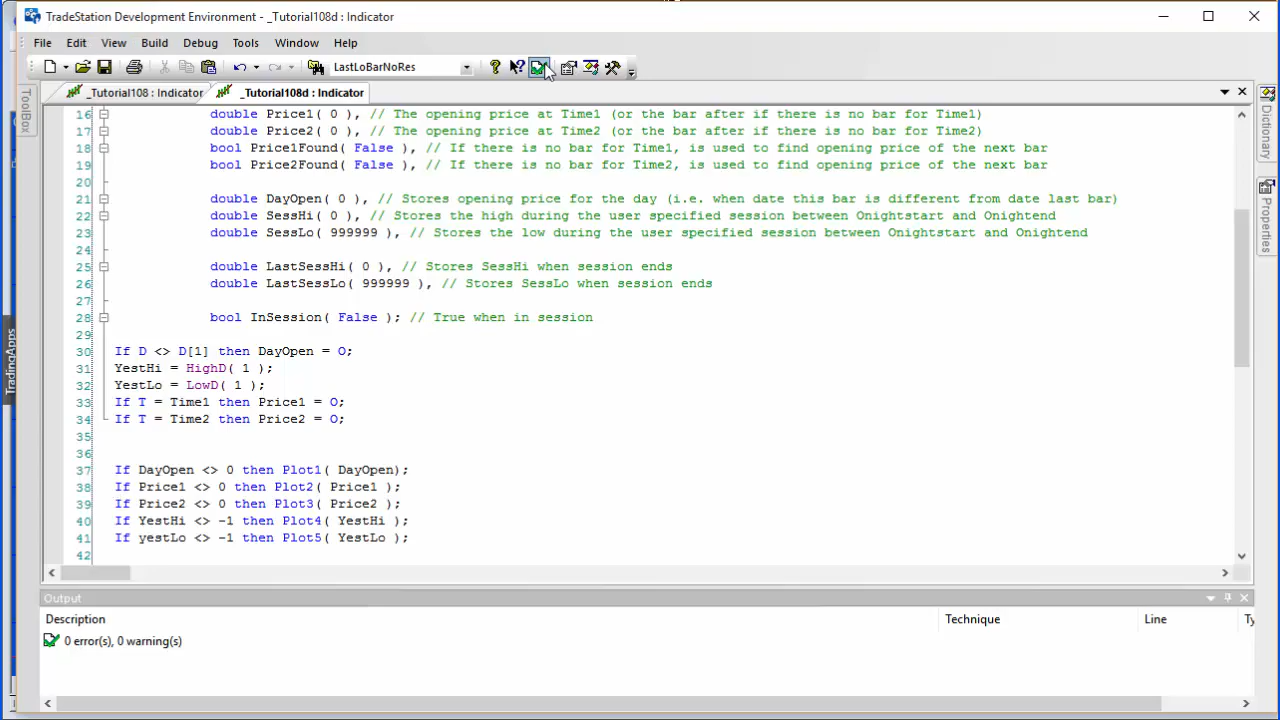 TradeStation Development Environment - _Tutorial108d : Indicator
File Edit View Build Debug Tools Window Help
LastLoBarNoRes
_Tutorial108 : Indicator _Tutorial108d : Indicator
ToolBox
TradingApps
Dictionary
Properties
16 double Price1( 0 ), // The opening price at Time1 (or the bar after if there is no bar for Time1)
17 double Price2( 0 ), // The opening price at Time2 (or the bar after if there is no bar for Time2)
18 bool Price1Found( False ), // If there is no bar for Time1, is used to find opening price of the next bar
19 bool Price2Found( False ), // If there is no bar for Time2, is used to find opening price of the next bar
20
21 double DayOpen( 0 ), // Stores opening price for the day (i.e. when date this bar is different from date last bar)
22 double SessHi( 0 ), // Stores the high during the user specified session between Onightstart and Onightend
23 double SessLo( 999999 ), // Stores the low during the user specified session between Onightstart and Onightend
24
25 double LastSessHi( 0 ), // Stores SessHi when session ends
26 double LastSessLo( 999999 ), // Stores SessLo when session ends
27
28 bool InSession( False ); // True when in session
29
30 If D <> D[1] then DayOpen = O;
31 YestHi = HighD( 1 );
32 YestLo = LowD( 1 );
33 If T = Time1 then Price1 = O;
34 If T = Time2 then Price2 = O;
35
36
37 If DayOpen <> 0 then Plot1( DayOpen);
38 If Price1 <> 0 then Plot2( Price1 );
39 If Price2 <> 0 then Plot3( Price2 );
40 If YestHi <> -1 then Plot4( YestHi );
41 If yestLo <> -1 then Plot5( YestLo );
42
Output
Description Technique Line Ty
0 error(s), 0 warning(s)